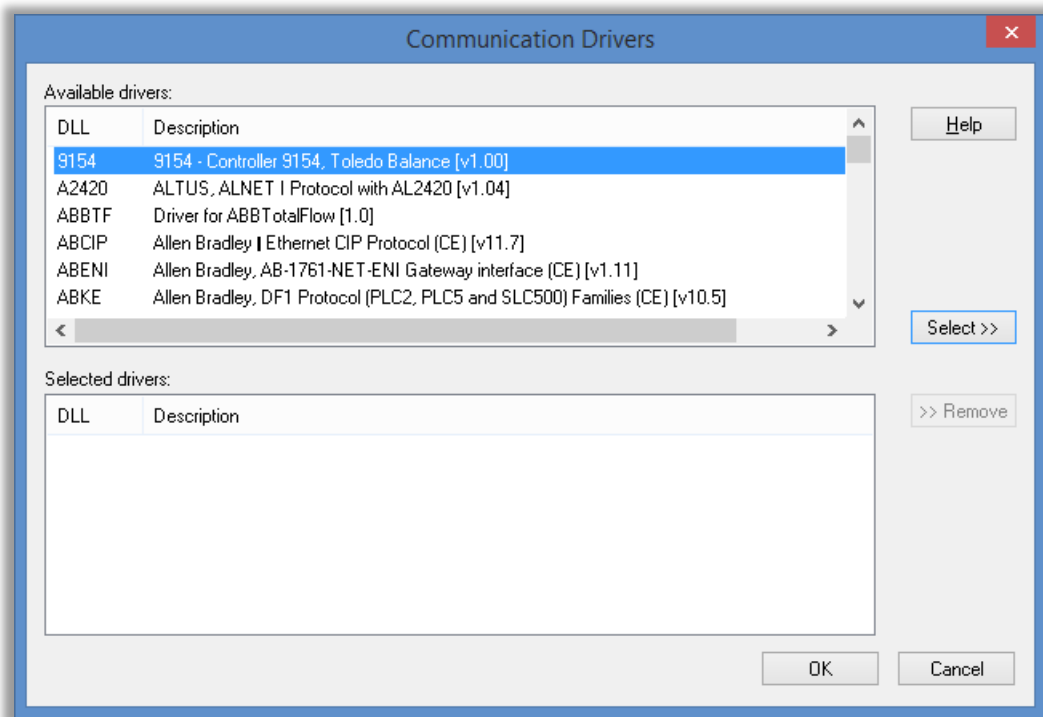 Communication Drivers
Available drivers:
DLL Description
9154 9154 - Controller 9154, Toledo Balance [v1.00]
A2420 ALTUS, ALNET I Protocol with AL2420 [v1.04]
ABBTF Driver for ABBTotalFlow [1.0]
ABCIP Allen Bradley | Ethernet CIP Protocol (CE) [v11.7]
ABENI Allen Bradley, AB-1761-NET-ENI Gateway interface (CE) [v1.11]
ABKE Allen Bradley, DF1 Protocol (PLC2, PLC5 and SLC500) Families (CE) [v10.5]
Help
Select >>
Selected drivers:
DLL Description
>> Remove
OK Cancel